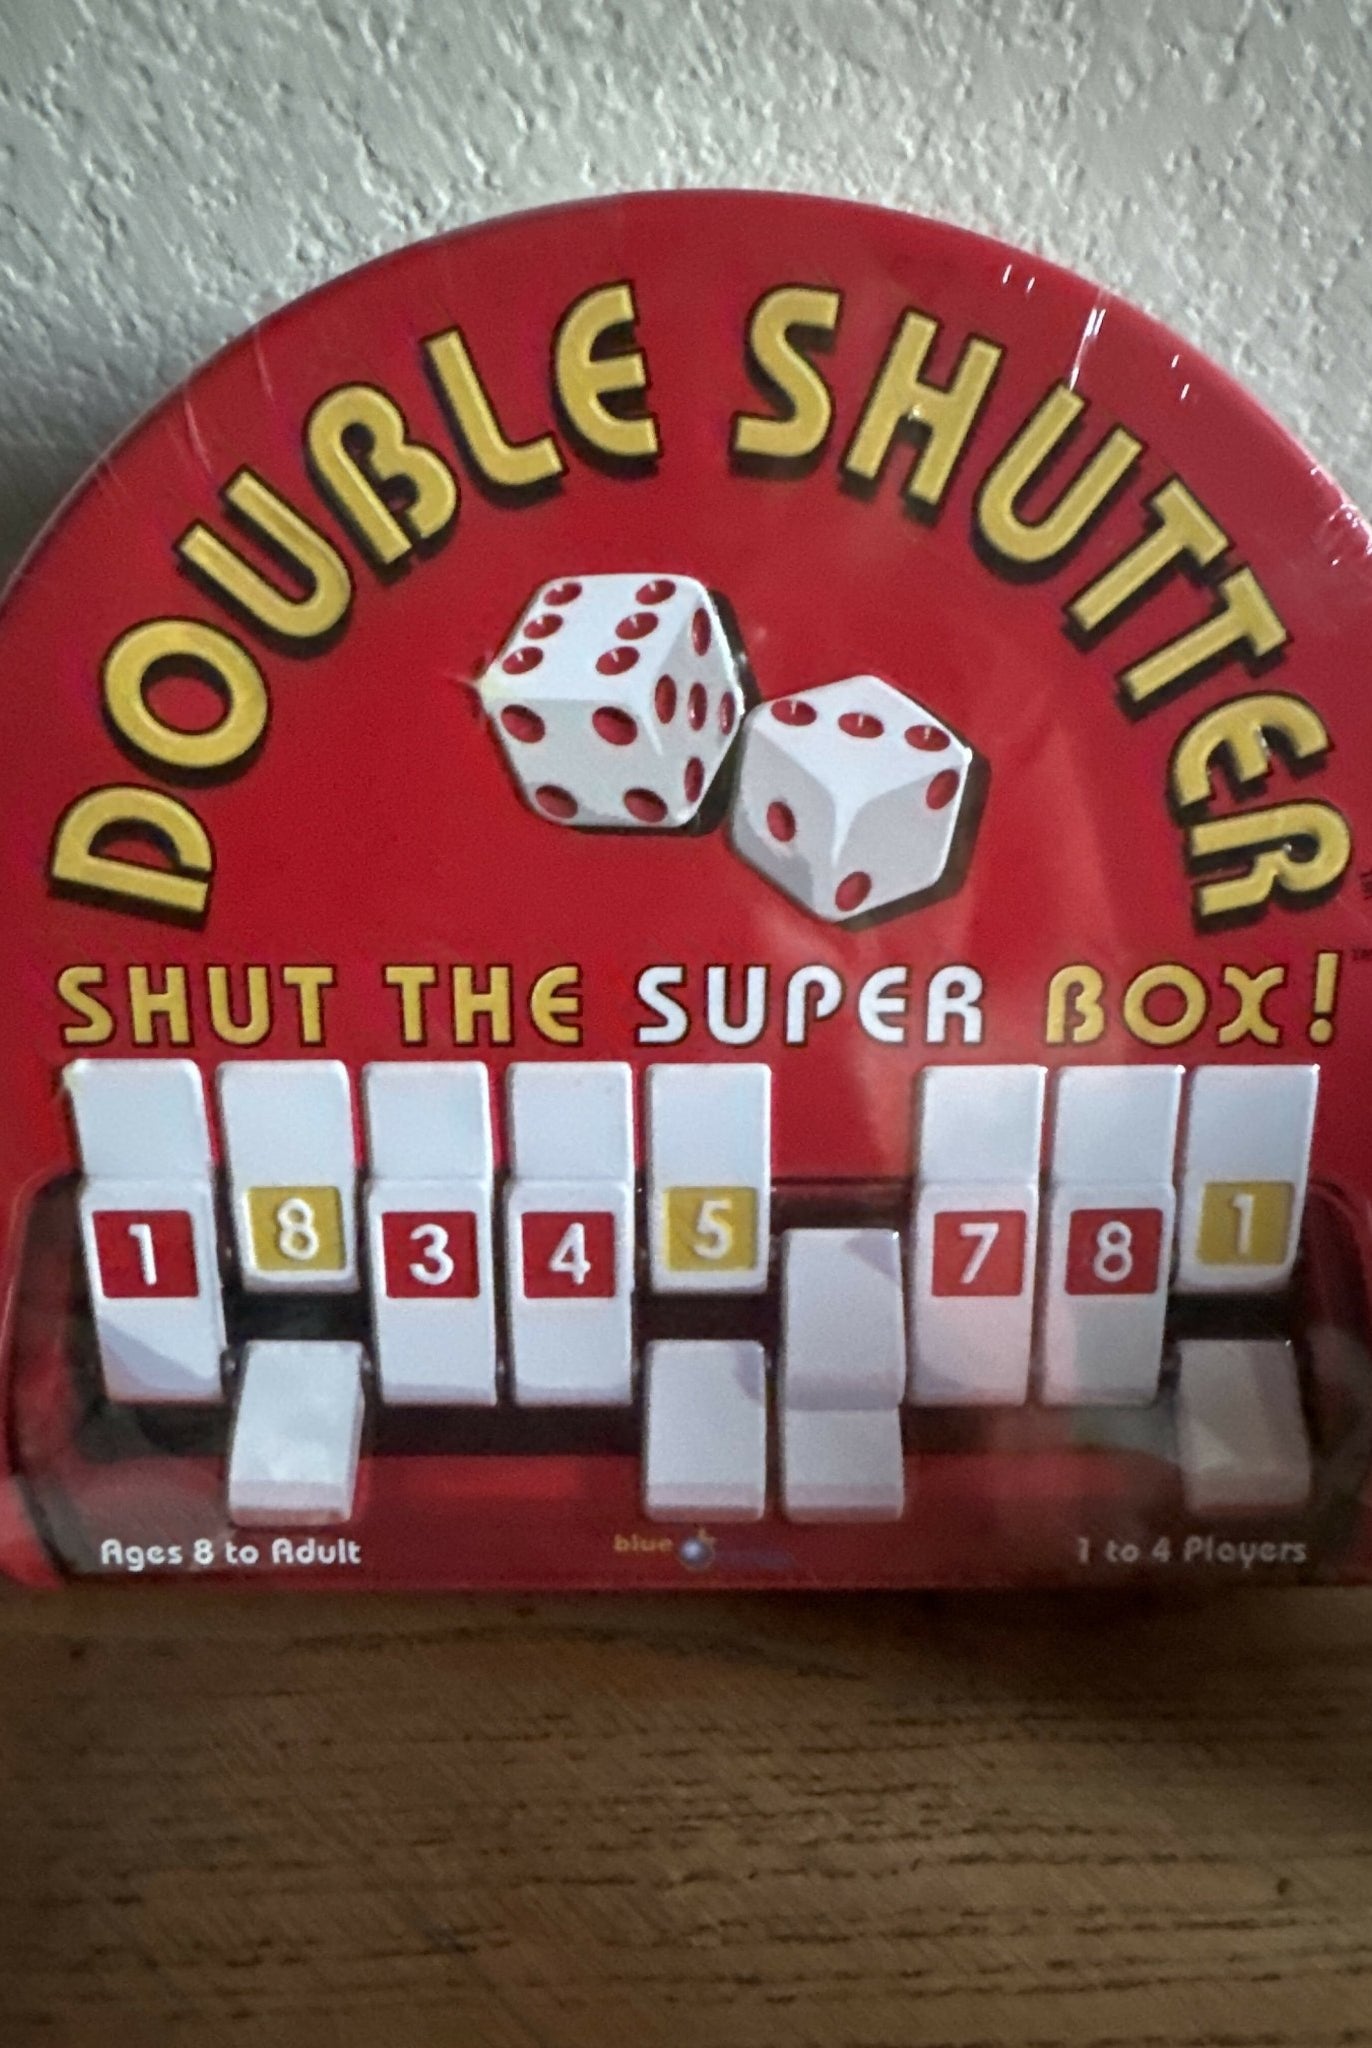 DOUBLE SHUTTER
SHUT THE SUPER BOX!
1 8 3 4 5 7 8 1
Ages 8 to Adult
blue
1 to 4 Players